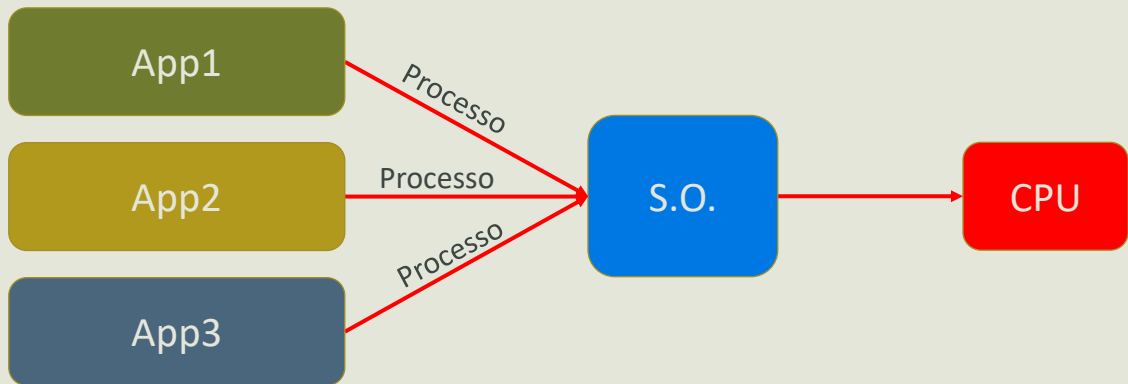 App1
Processo
App2
Processo
S.O.
CPU
Processo
App3